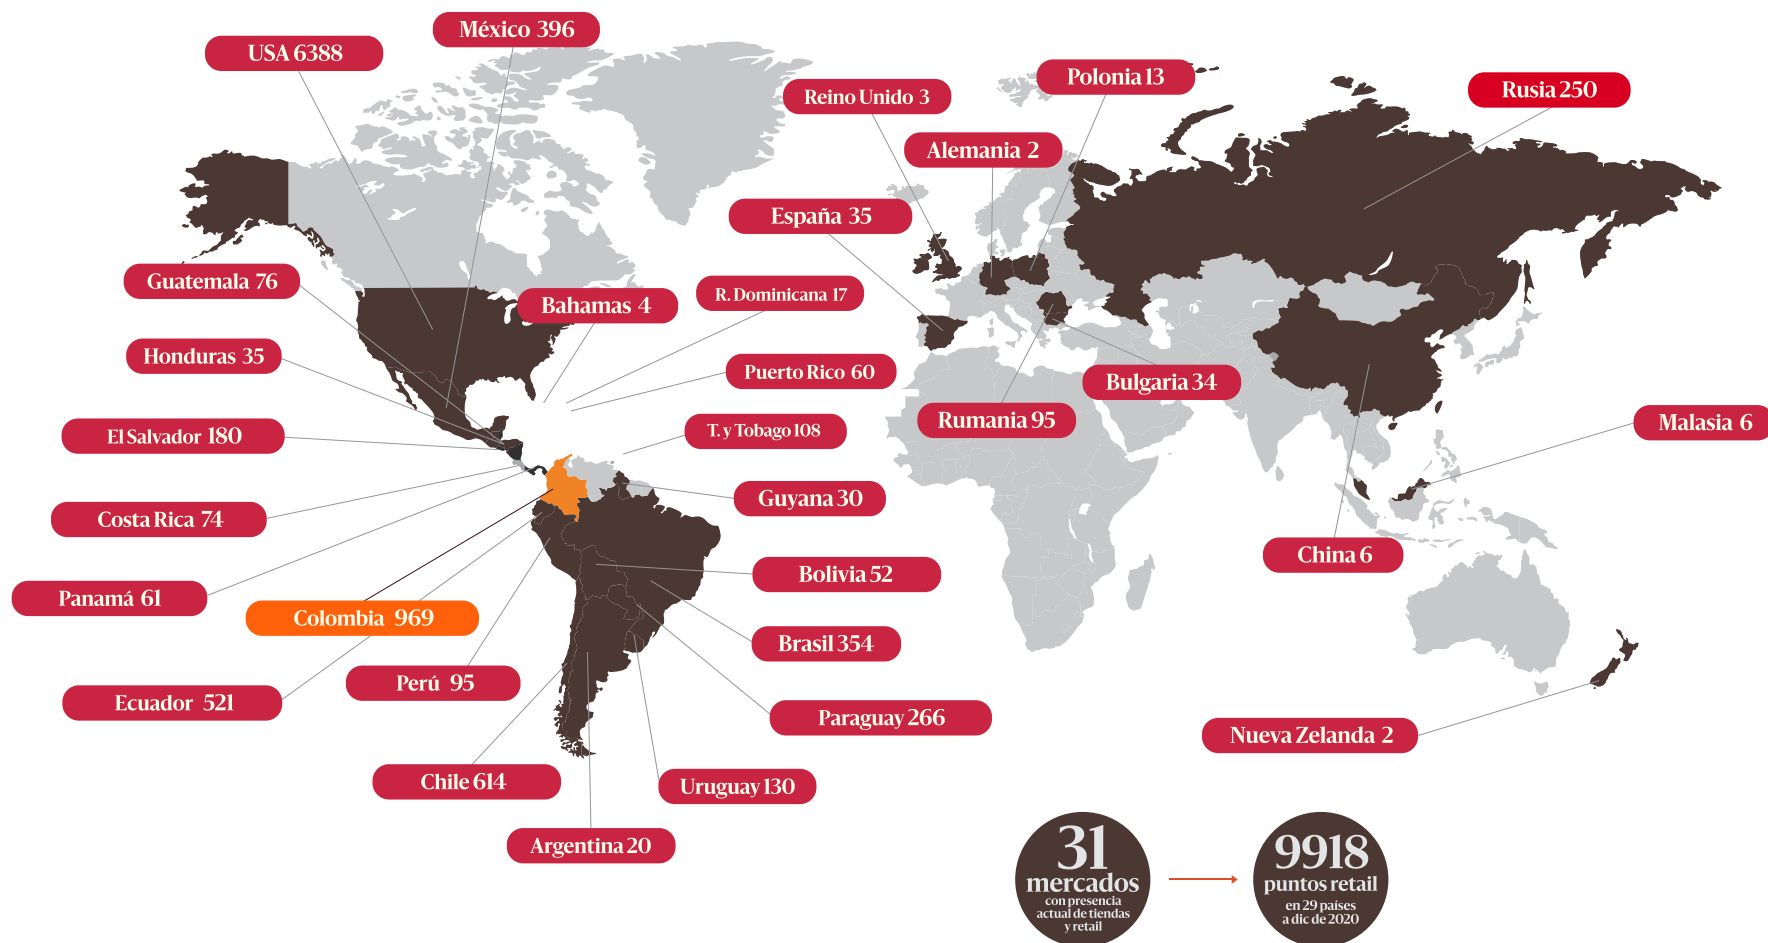 México 396
USA 6388
Polonia 13
Reino Unido 3
Rusia 250
Alemania 2
España 35
Guatemala 76
R. Dominicana 17
Bahamas 4
Honduras 35
Puerto Rico 60
Bulgaria 34
Rumania 95
Malasia 6
El Salvador 180
T. y Tobago 108
Guyana 30
Costa Rica 74
China 6
Bolivia 52
Panamá 61
Colombia 969
Brasil 354
Perú 95
Ecuador 521
Paraguay 266
Nueva Zelanda 2
Chile 614
Uruguay 130
Argentina 20
31
mercados
con presencia
actual de tiendas
y retail
9918
puntos retail
en 29 países
a dic de 2020